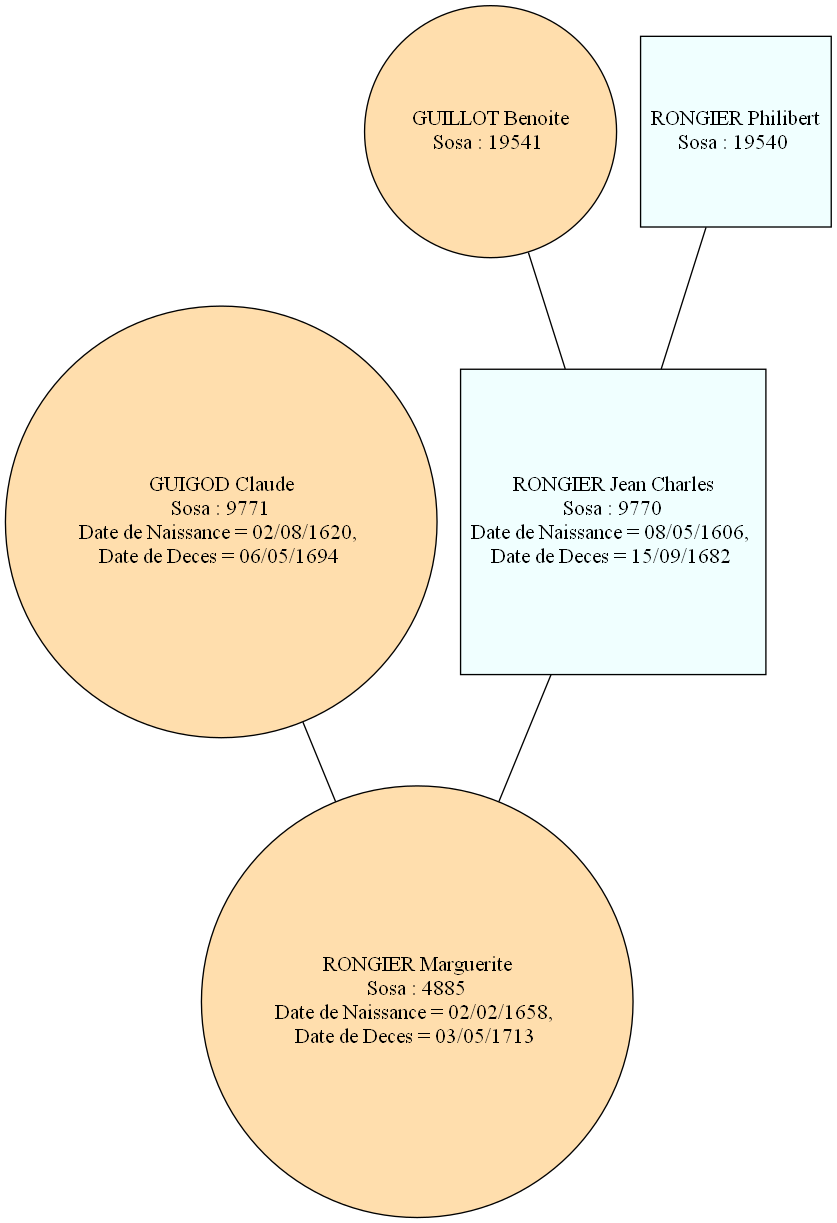 GUILLOT Benoite
Sosa : 19541
RONGIER Philibert
Sosa : 19540
GUIGOD Claude
Sosa : 9771
Date de Naissance = 02/08/1620,
Date de Deces = 06/05/1694
RONGIER Jean Charles
Sosa : 9770
Date de Naissance = 08/05/1606,
Date de Deces = 15/09/1682
RONGIER Marguerite
Sosa : 4885
Date de Naissance = 02/02/1658,
Date de Deces = 03/05/1713